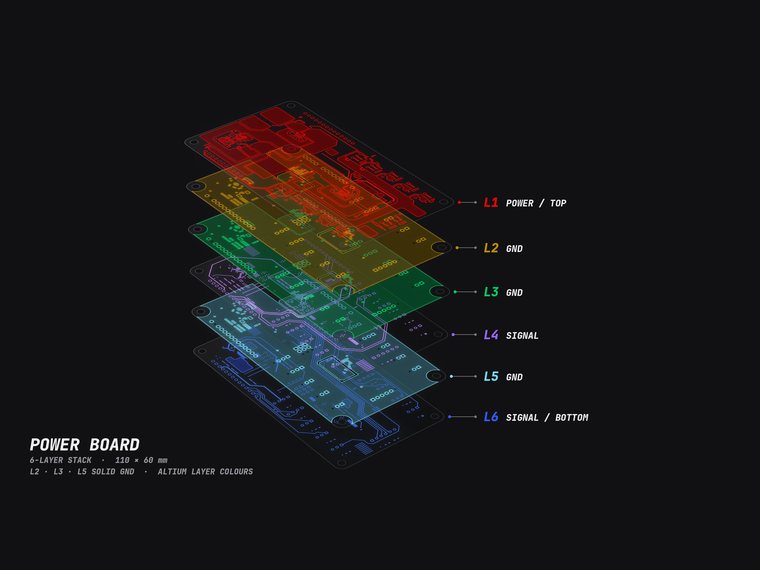 L1 POWER / TOP
L2 GND
L3 GND
L4 SIGNAL
L5 GND
L6 SIGNAL / BOTTOM
POWER BOARD
6-LAYER STACK · 110 × 60 mm
L2 · L3 · L5 SOLID GND · ALTIUM LAYER COLOURS